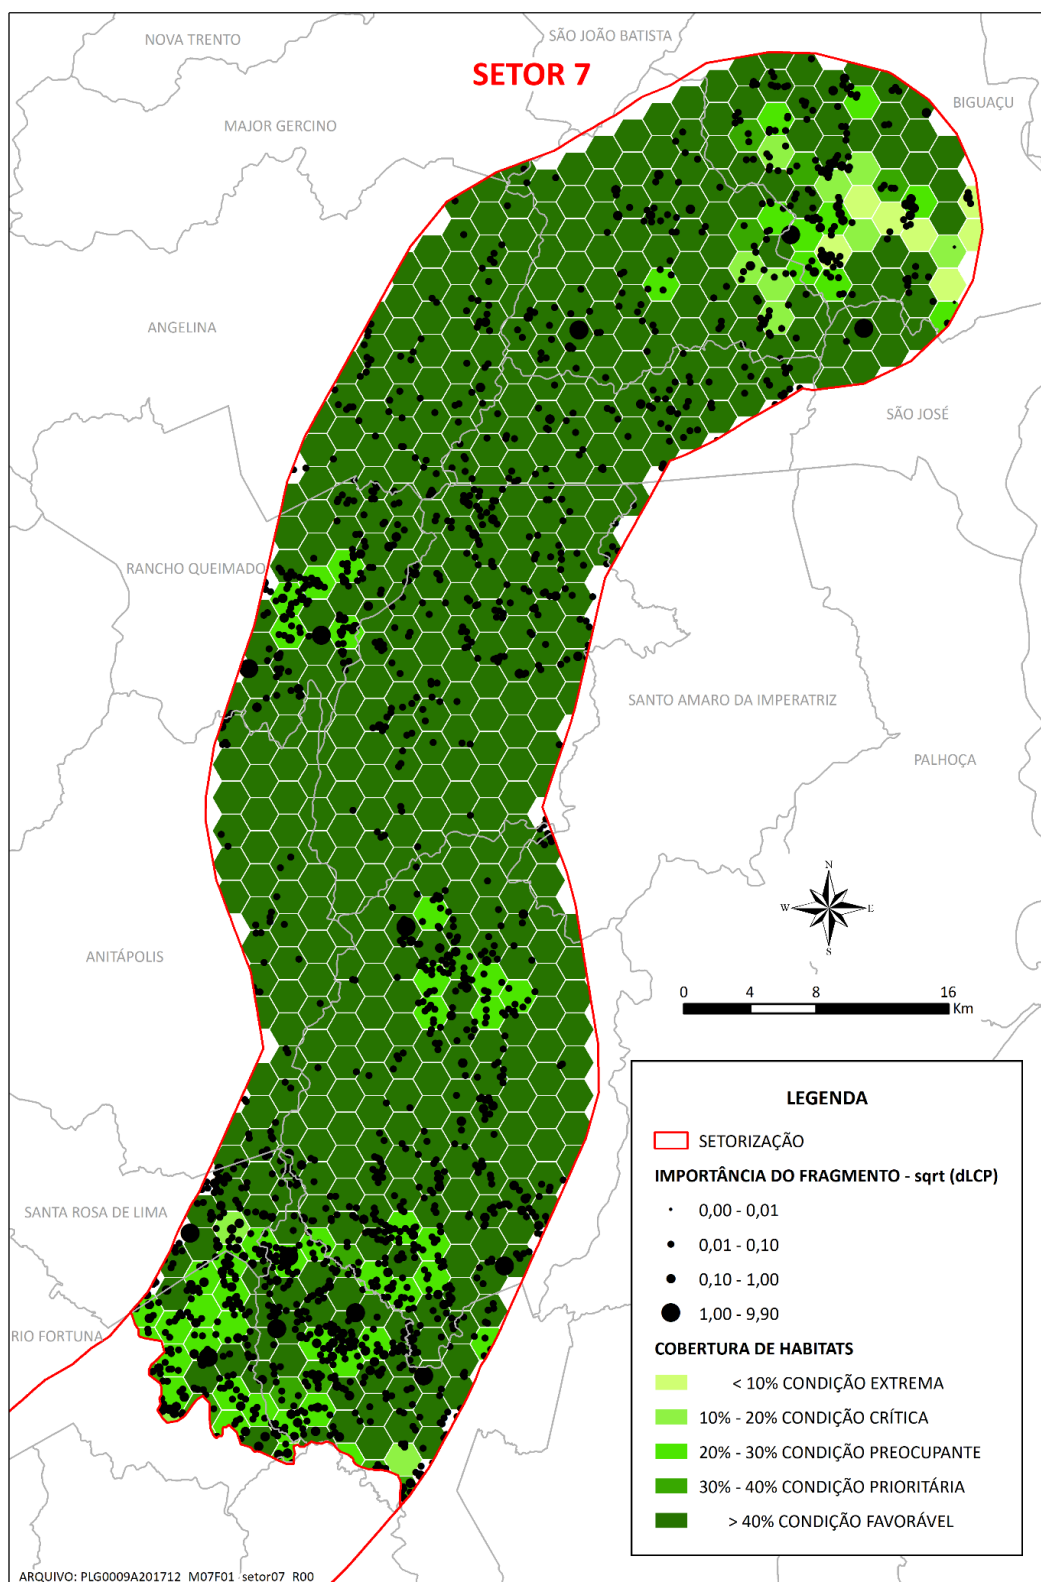 NOVA TRENTO
SÃO JOÃO BATISTA
SETOR 7
BIGUAÇU
MAJOR GERCINO
ANGELINA
SÃO JOSÉ
RANCHO QUEIMADO
SANTO AMARO DA IMPERATRIZ
PALHOÇA
N
W E
S
ANITÁPOLIS
0 4 8 16
Km
LEGENDA
SETORIZAÇÃO
IMPORTÂNCIA DO FRAGMENTO - sqrt (dLCP)
0,00 - 0,01
0,01 - 0,10
0,10 - 1,00
1,00 - 9,90
COBERTURA DE HABITATS
< 10% CONDIÇÃO EXTREMA
10% - 20% CONDIÇÃO CRÍTICA
20% - 30% CONDIÇÃO PREOCUPANTE
30% - 40% CONDIÇÃO PRIORITÁRIA
> 40% CONDIÇÃO FAVORÁVEL
SANTA ROSA DE LIMA
RIO FORTUNA
ARQUIVO: PLG0009A201712_M07F01_setor07_R00